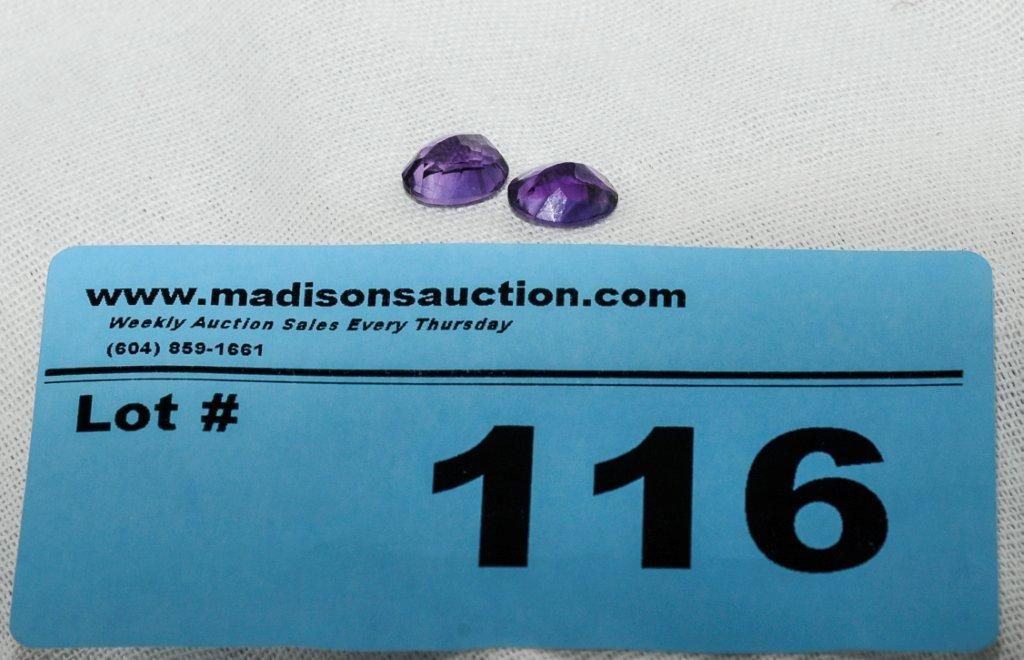 www.madisonsauction.com
Weekly Auction Sales Every Thursday
(604) 859-1661
Lot #
116